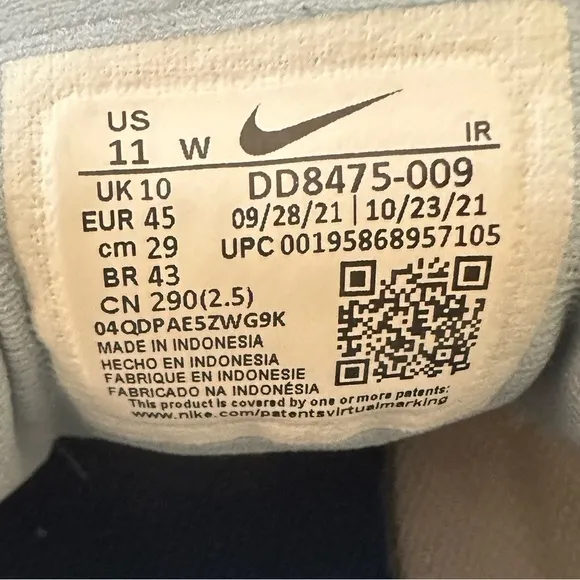 US
11 W
IR
UK 10
DD8475-009
EUR 45
09/28/21 | 10/23/21
cm 29
UPC 00195868957105
BR 43
CN 290(2.5)
04QDPAE5ZWG9K
MADE IN INDONESIA
HECHO EN INDONESIA
FABRIQUE EN INDONESIE
FABRICADO NA INDONÉSIA
This product is covered by one or more patents:
www.nike.com/patentsvirtualmarking